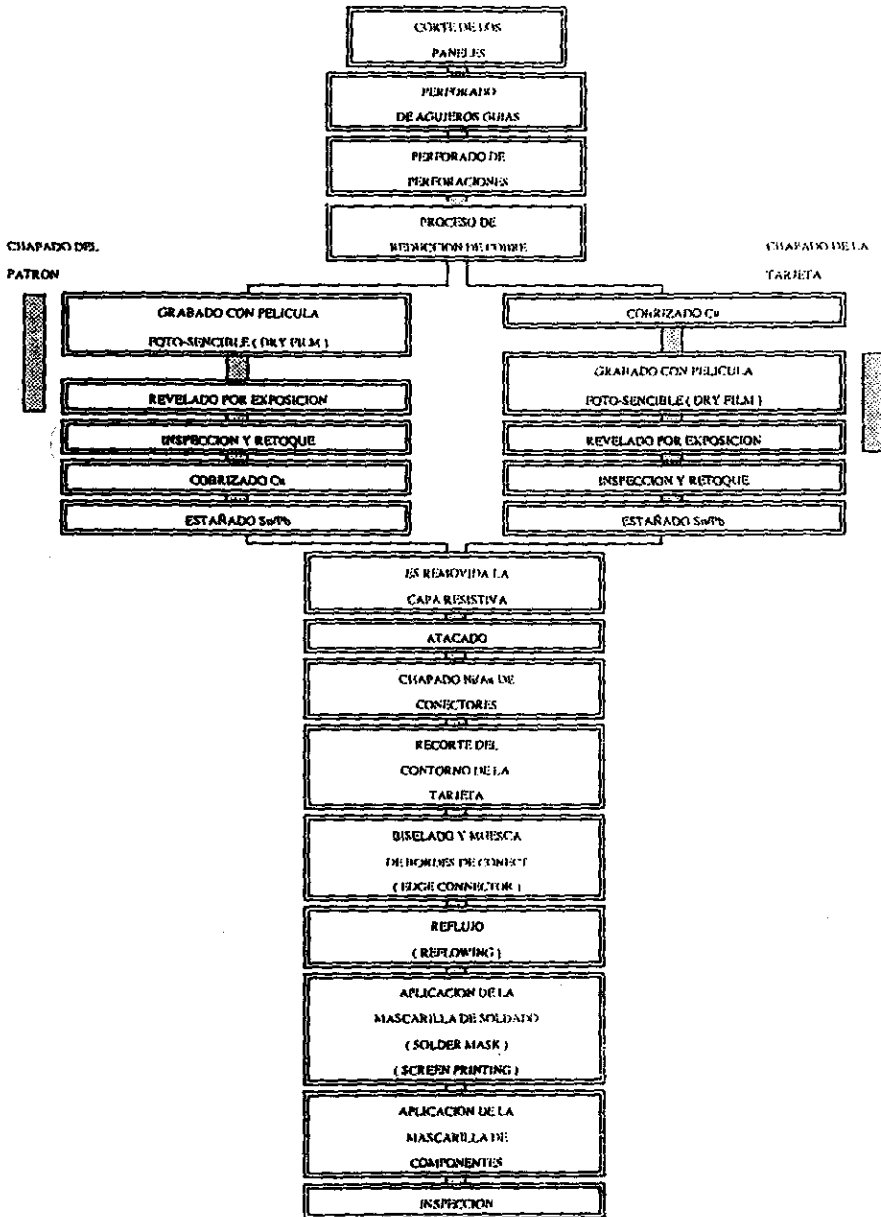 CORTE DE LOS
PANELES
PERFORADO
DE AGUJEROS GUIAS
PERFORADO DE
PERFORACIONES
PROCESO DE
REDUCCION DE COBRE
CHAPADO DEL
PATRON
GRABADO CON PELICULA
FOTO-SENCIBLE ( DRY FILM )
REVELADO POR EXPOSICION
INSPECCION Y RETOQUE
COBRIZADO Cu
ESTAÑADO Sn/Pb
CHAPADO DE LA
TARJETA
COBRIZADO Cu
GRABADO CON PELICULA
FOTO-SENCIBLE ( DRY FILM )
REVELADO POR EXPOSICION
INSPECCION Y RETOQUE
ESTAÑADO Sn/Pb
ES REMOVIDA LA
CAPA RESISTIVA
ATACADO
CHAPADO Ni/Au DE
CONECTORES
RECORTE DEL
CONTORNO DE LA
TARJETA
BISELADO Y MUESCA
DE BORDES DE CONECT
( EDGE CONNECTOR )
REFLUJO
( REFLOWING )
APLICACION DE LA
MASCARILLA DE SOLDADO
( SOLDER MASK )
( SCREEN PRINTING )
APLICACION DE LA
MASCARILLA DE
COMPONENTES
INSPECCION